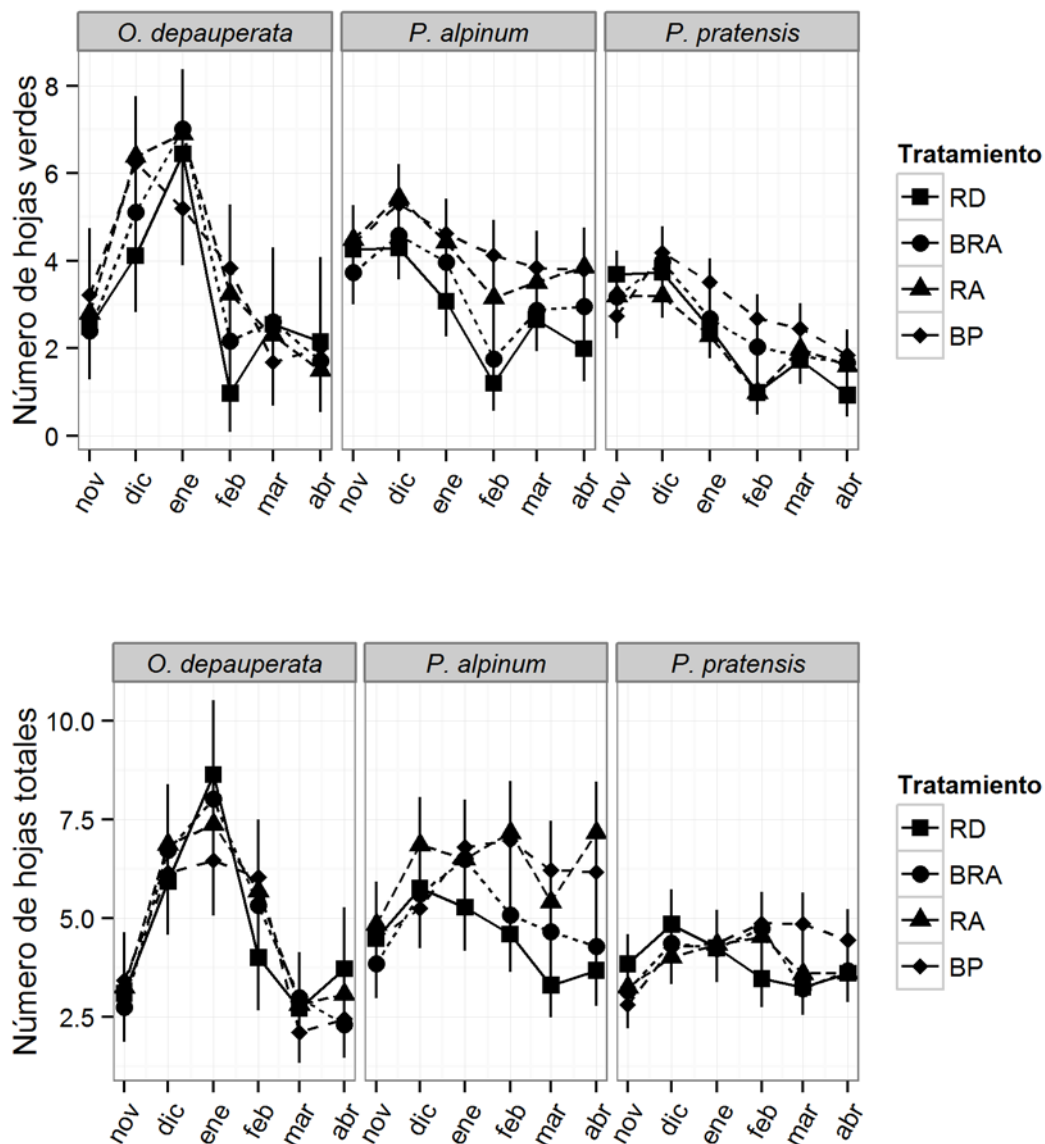 O. depauperata P. alpinum P. pratensis
Número de hojas verdes
8
6
4
2
0
nov dic ene feb mar abr nov dic ene feb mar abr nov dic ene feb mar abr
Tratamiento
RD
BRA
RA
BP
O. depauperata P. alpinum P. pratensis
Número de hojas totales
10.0
7.5
5.0
2.5
nov dic ene feb mar abr nov dic ene feb mar abr nov dic ene feb mar abr
Tratamiento
RD
BRA
RA
BP